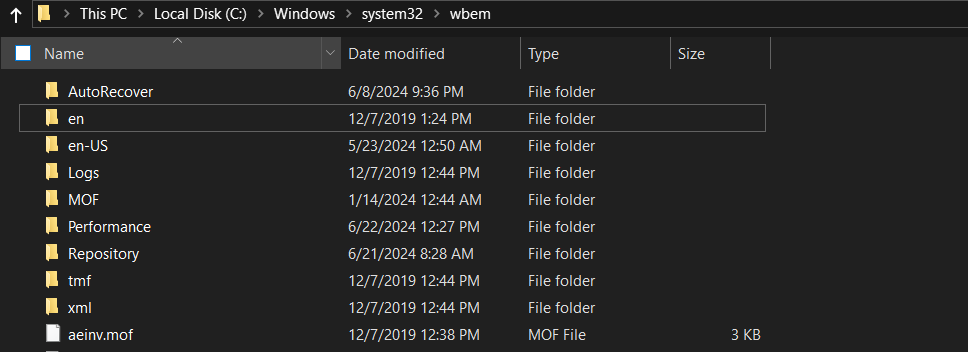 This PC > Local Disk (C:) > Windows > system32 > wbem
Name Date modified Type Size
AutoRecover 6/8/2024 9:36 PM File folder
en 12/7/2019 1:24 PM File folder
en-US 5/23/2024 12:50 AM File folder
Logs 12/7/2019 12:44 PM File folder
MOF 1/14/2024 12:44 AM File folder
Performance 6/22/2024 12:27 PM File folder
Repository 6/21/2024 8:28 AM File folder
tmf 12/7/2019 12:44 PM File folder
xml 12/7/2019 12:44 PM File folder
aeinv.mof 12/7/2019 12:38 PM MOF File 3 KB